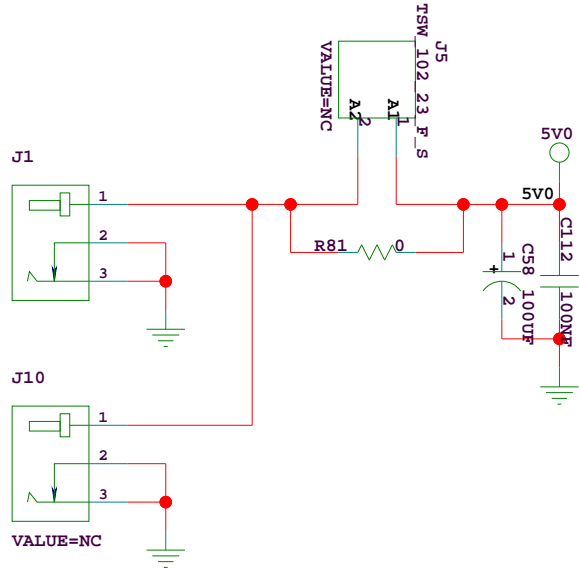 TSW_102_23_F_S
J5
VALUE=NC
A2
2
A1
1
5V0
J1
1
2
3
5V0
R81
0
1
C58
2
100UF
C112
100NF
J10
1
2
3
VALUE=NC